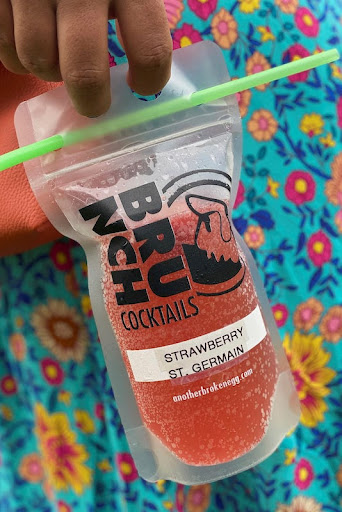 BRU
NCH
COCKTAILS
STRAWBERRY
ST. GERMAIN
anotherbrokenegg.com